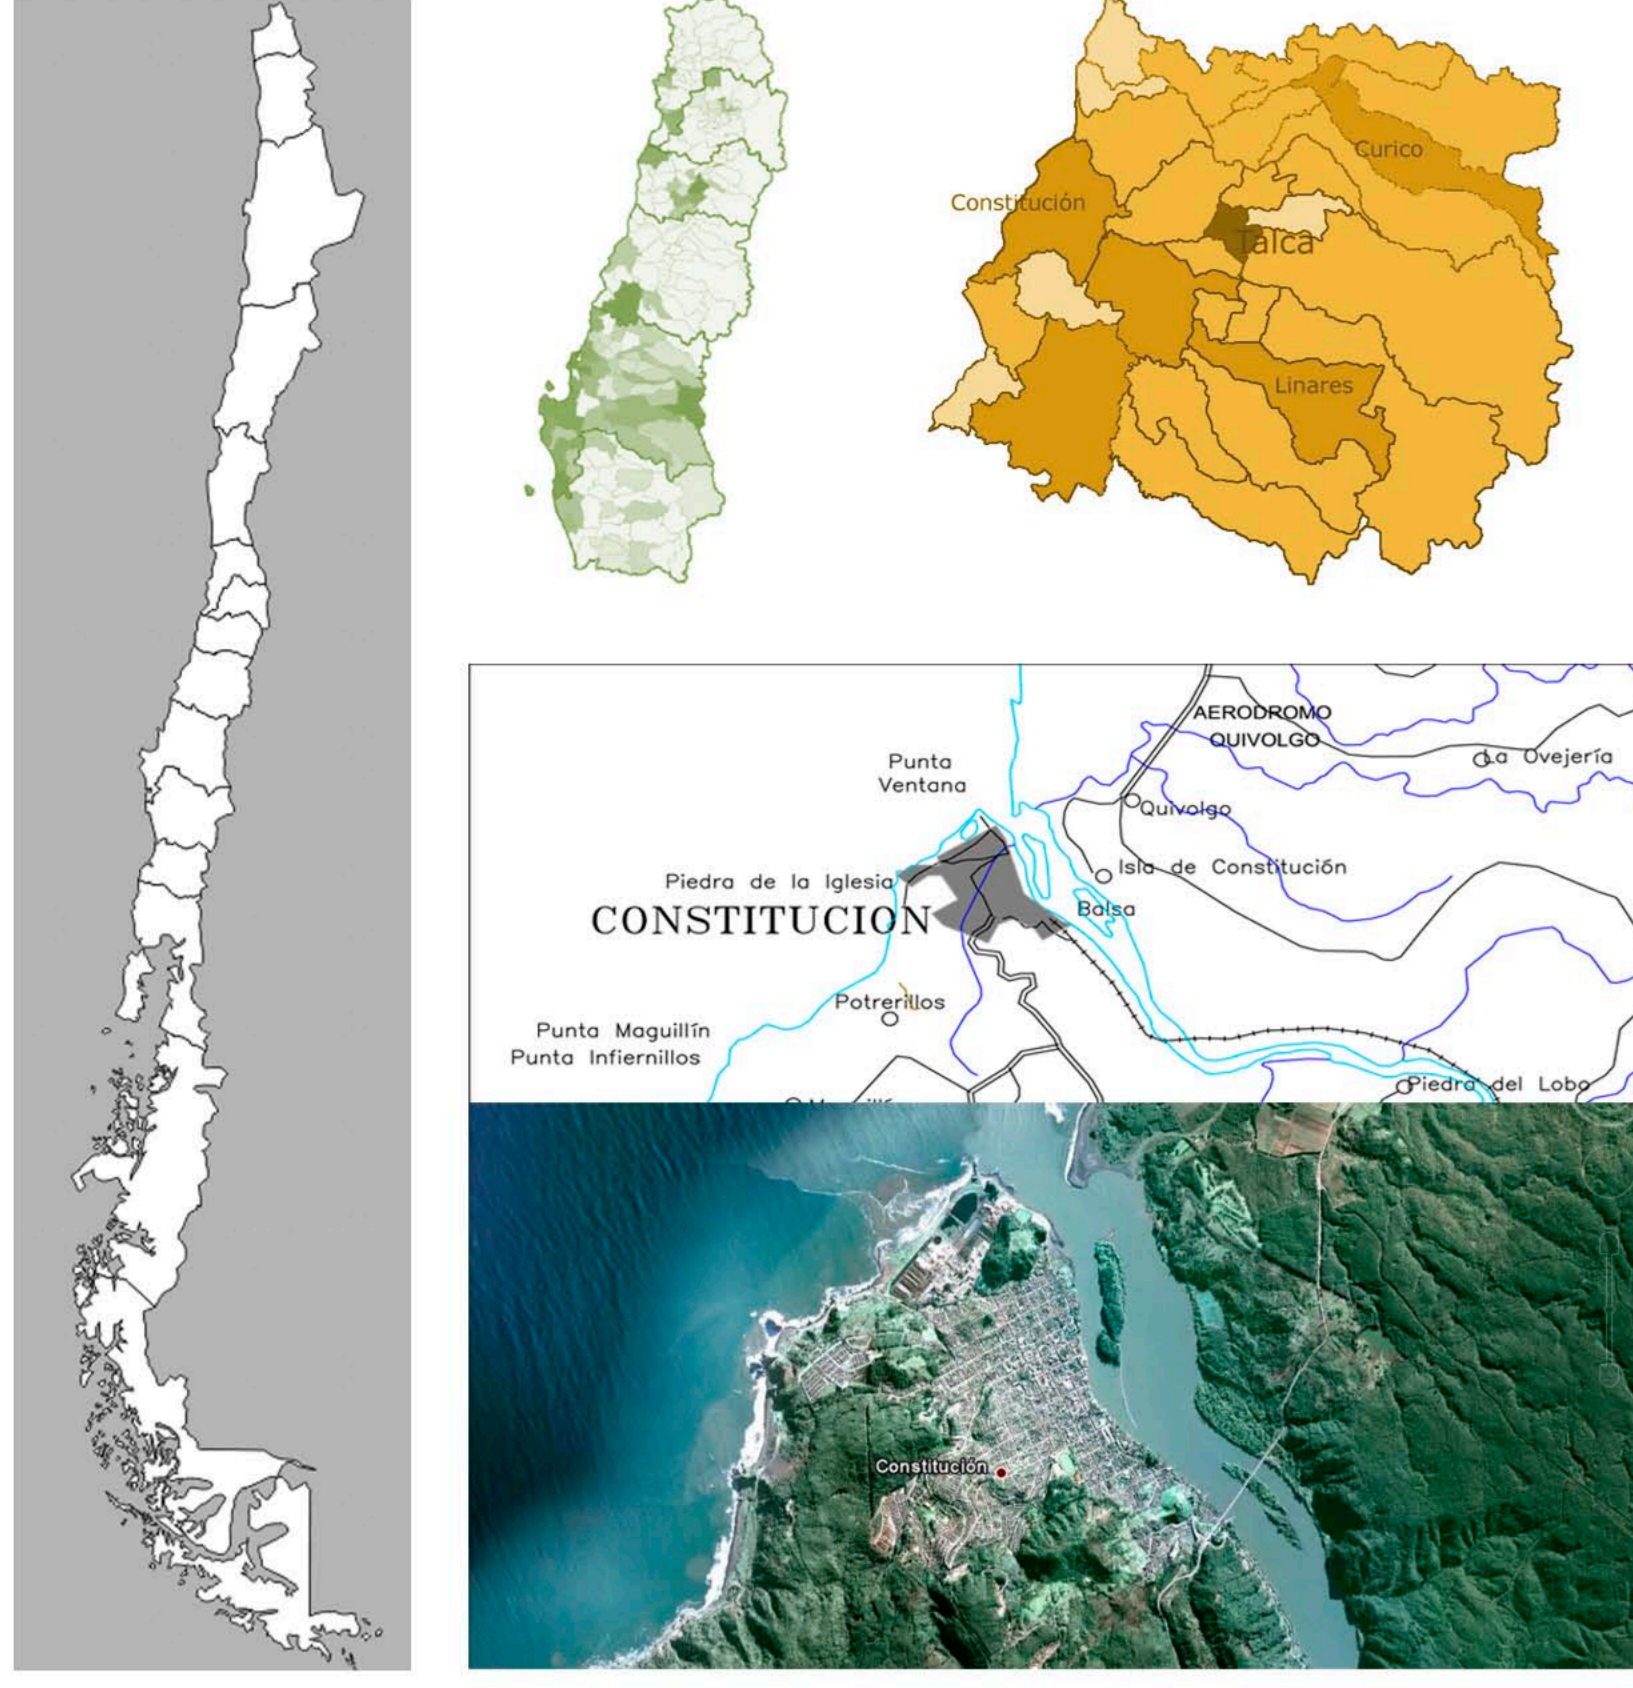 Curico
Constitución
Talca
Linares
AERODROMO
QUIVOLGO
La Ovejería
Punta
Ventana
Quivolgo
Isla de Constitución
Piedra de la Iglesia
CONSTITUCION
Balsa
Potrerillos
Punta Maguillín
Punta Infiernillos
Piedra del Lobo
Constitución